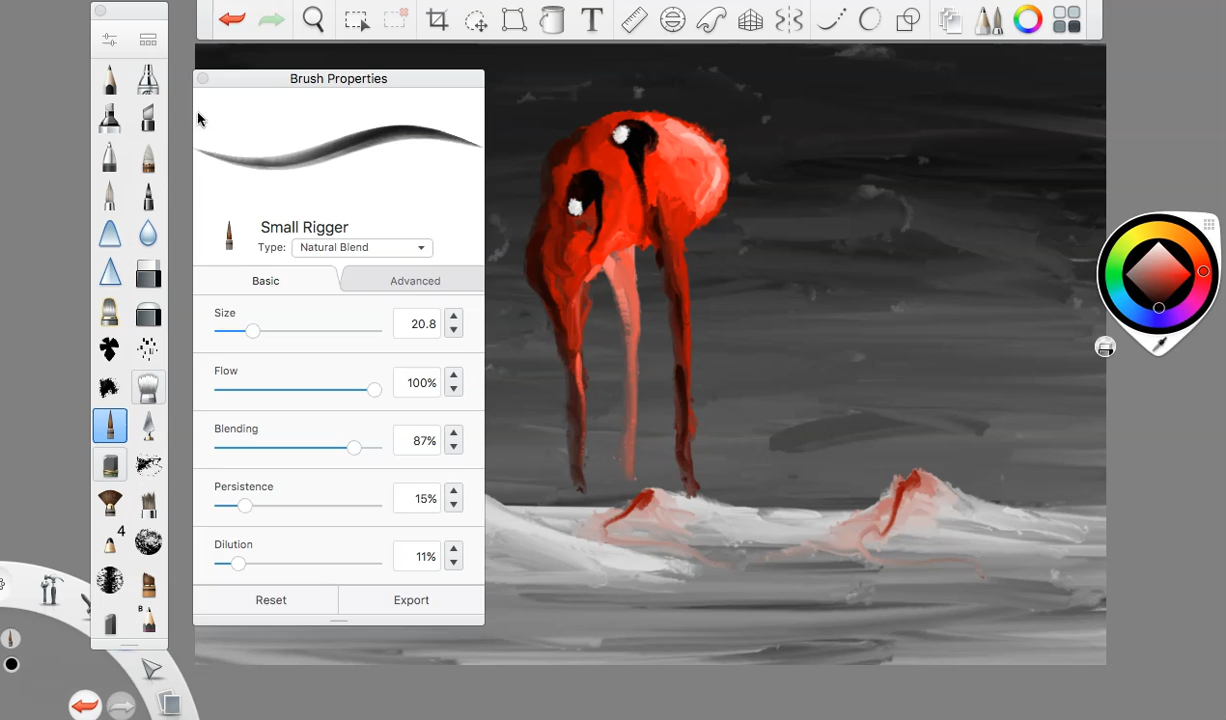 T
Brush Properties
Small Rigger
Type: Natural Blend
Basic Advanced
Size
20.8
Flow
100%
Blending
87%
Persistence
15%
Dilution
11%
Reset Export
4
B